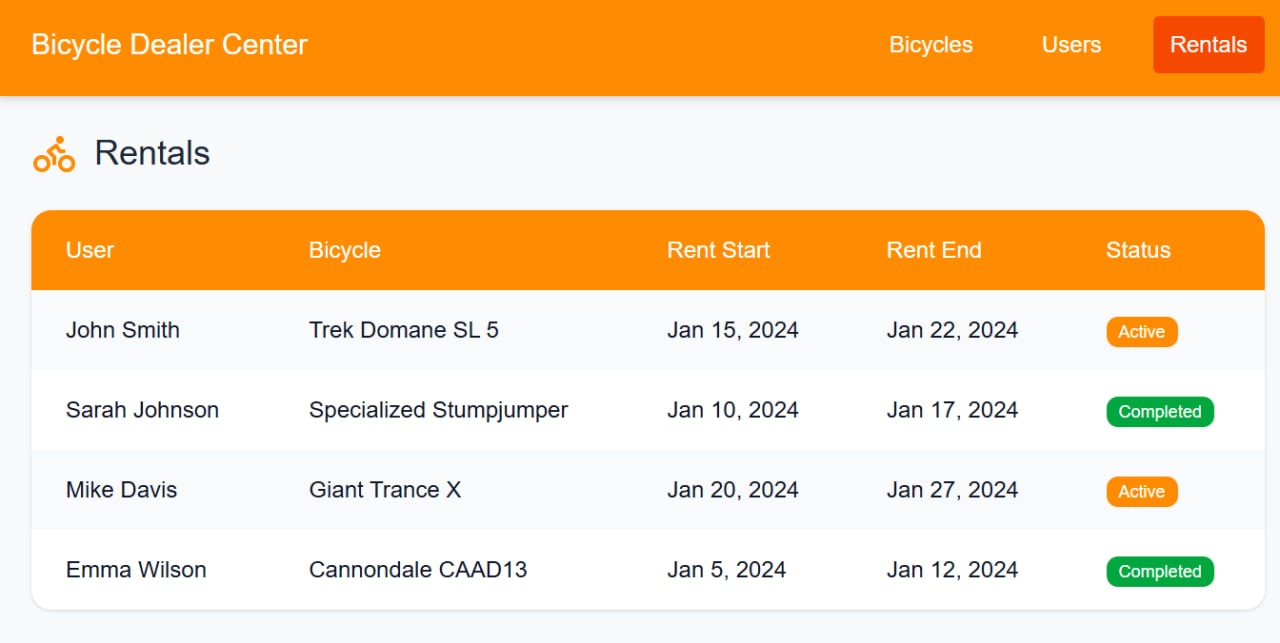 Bicycle Dealer Center Bicycles Users Rentals
Rentals
User Bicycle Rent Start Rent End Status
John Smith Trek Domane SL 5 Jan 15, 2024 Jan 22, 2024 Active
Sarah Johnson Specialized Stumpjumper Jan 10, 2024 Jan 17, 2024 Completed
Mike Davis Giant Trance X Jan 20, 2024 Jan 27, 2024 Active
Emma Wilson Cannondale CAAD13 Jan 5, 2024 Jan 12, 2024 Completed